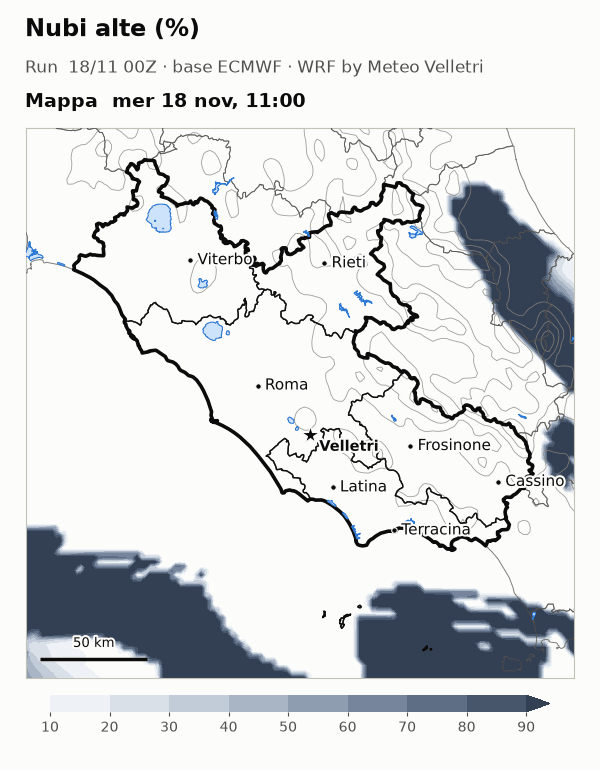 Nubi alte (%)
Run 18/11 00Z · base ECMWF · WRF by Meteo Velletri
Mappa mer 18 nov, 11:00
Viterbo
Rieti
Roma
Velletri
Frosinone
Latina
Cassino
Terracina
50 km
10 20 30 40 50 60 70 80 90